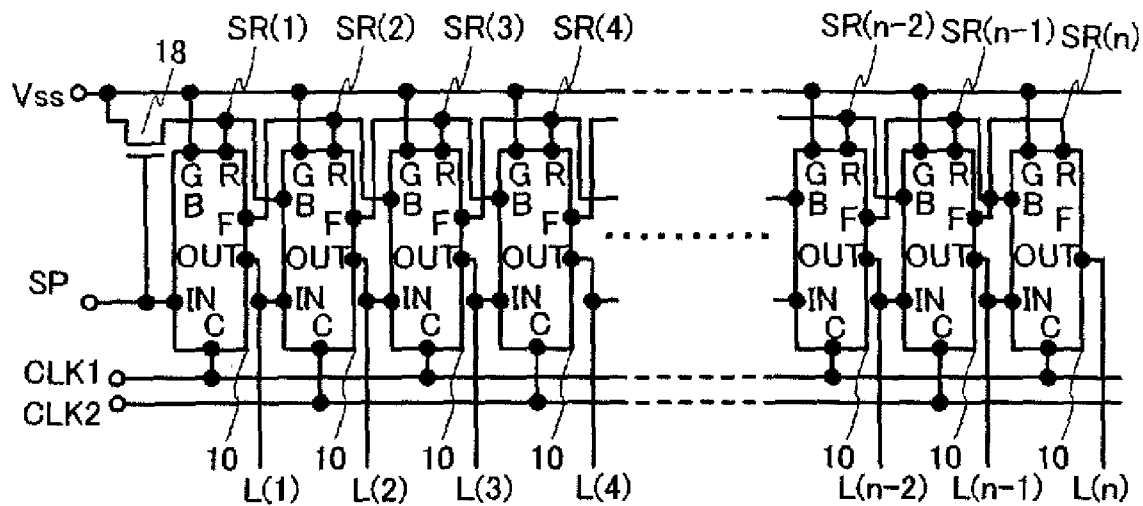 SR(1) SR(2) SR(3) SR(4) SR(n-2) SR(n-1) SR(n)
18
Vss
G R G R G R G R G R G R G R
B B B B B B B
F F F F F F F
OUT OUT OUT OUT OUT OUT OUT
SP IN IN IN IN IN IN IN
C C C C C C C
CLK1
CLK2
10 10 10 10 10 10 10
L(1) L(2) L(3) L(4) L(n-2) L(n-1) L(n)